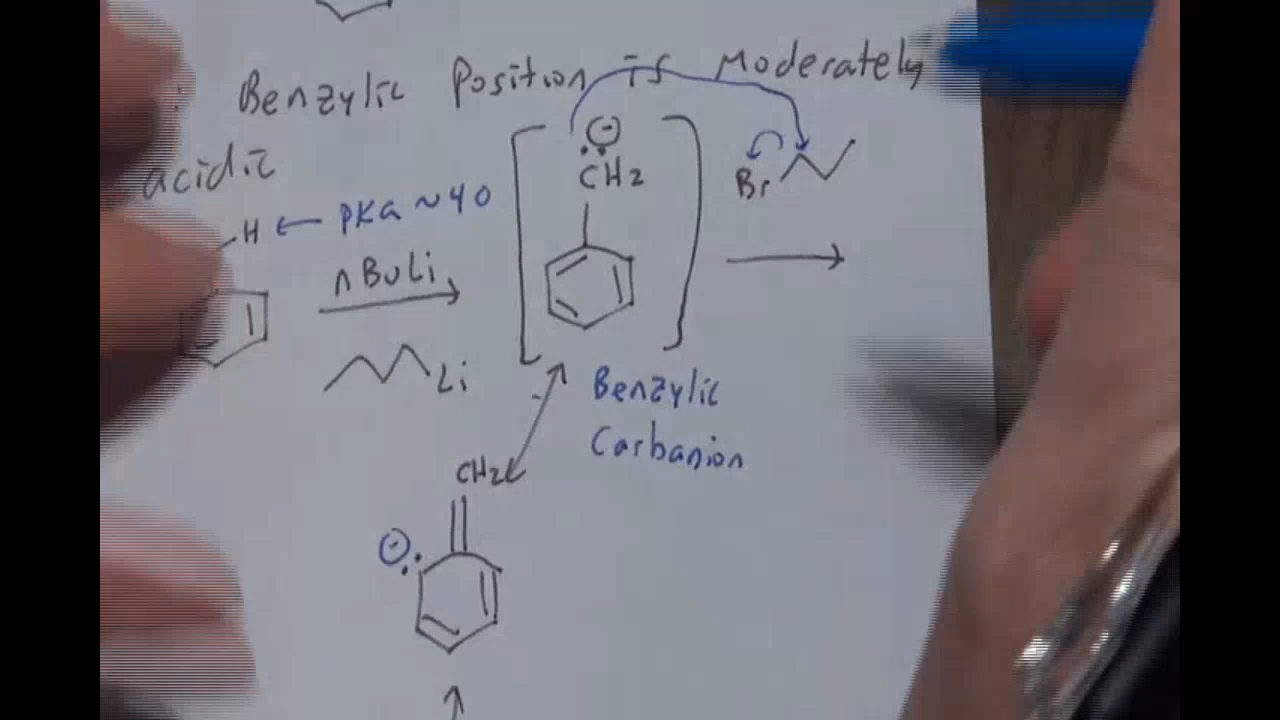 Benzylic Position is Moderately
acidic
H ← pKa ~ 40
nBuLi
Li
⊖
CH2
Br
Benzylic
Carbanion
CH2
⊖